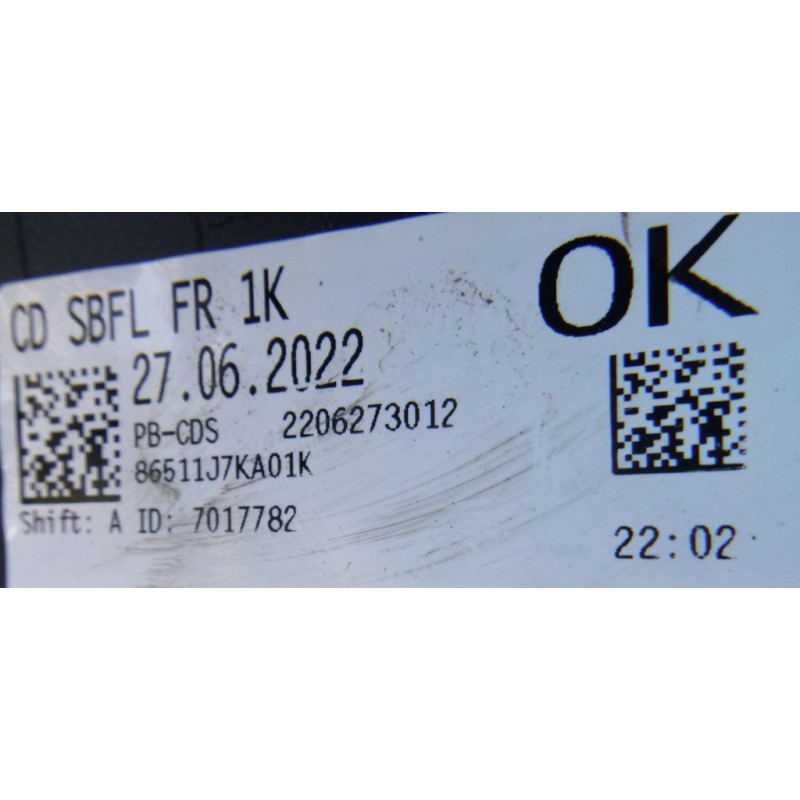 CD SBFL FR 1K
OK
27.06.2022
PB-CDS 2206273012
86511J7KA01K
Shift: A ID: 7017782
22:02